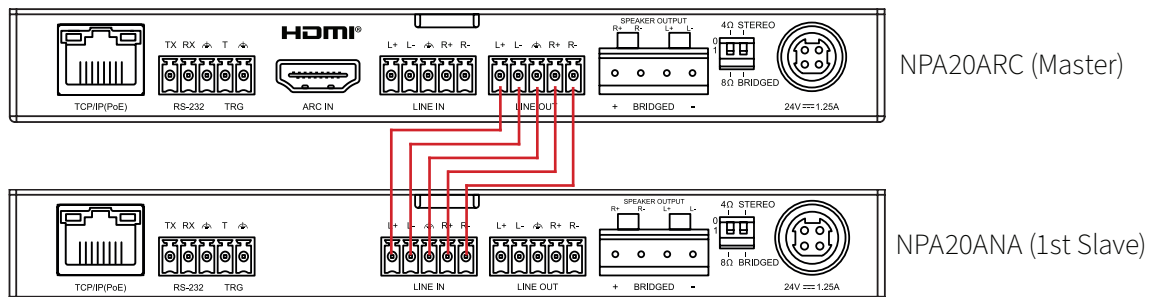 SPEAKER OUTPUT
HDMI® R+ R- L+ L- 4Ω STEREO
TX RX T L+ L- R+ R- L+ L- R+ R- 0
1
NPA20ARC (Master)
8Ω BRIDGED
TCP/IP(PoE) RS-232 TRG ARC IN LINE IN LINE OUT + BRIDGED - 24V 1.25A
SPEAKER OUTPUT
R+ R- L+ L- 4Ω STEREO
TX RX T L+ L- R+ R- L+ L- R+ R- 0
1
NPA20ANA (1st Slave)
8Ω BRIDGED
TCP/IP(PoE) RS-232 TRG LINE IN LINE OUT + BRIDGED - 24V 1.25A